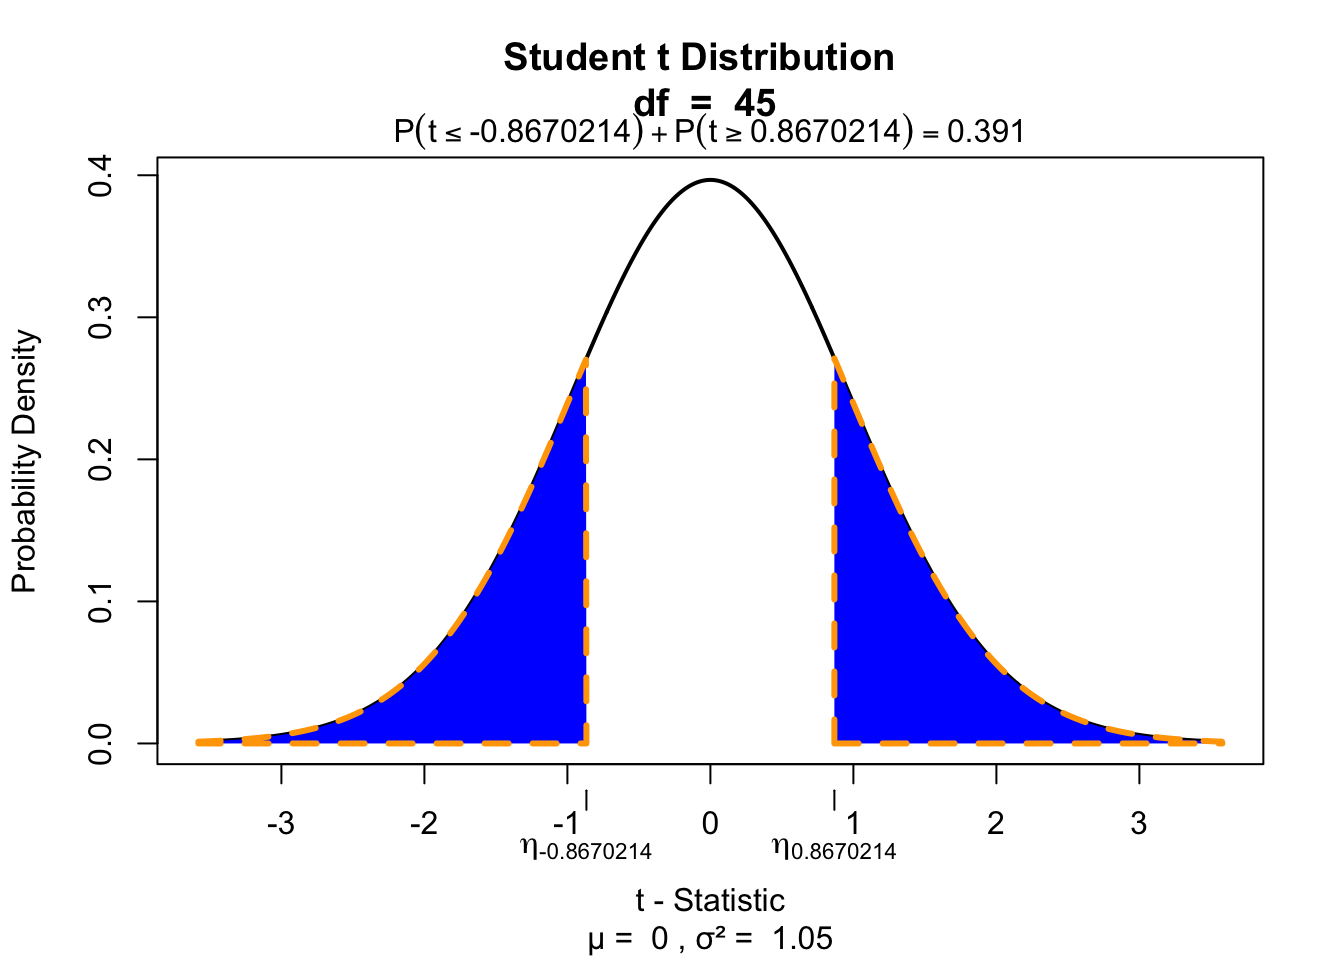 Student t Distribution
df = 45
P(t ≤ -0.8670214) + P(t ≥ 0.8670214) = 0.391
Probability Density
0.4
0.3
0.2
0.1
0.0
-3 -2 -1 0 1 2 3
η-0.8670214 η0.8670214
t - Statistic
μ = 0 , σ² = 1.05